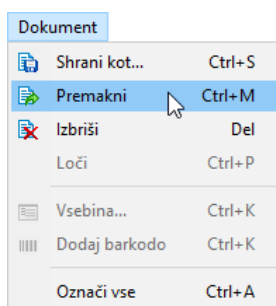 Dokument
Shrani kot... Ctrl+S
Premakni Ctrl+M
Izbriši Del
Loči Ctrl+P
Vsebina... Ctrl+K
Dodaj barkodo Ctrl+K
Označi vse Ctrl+A